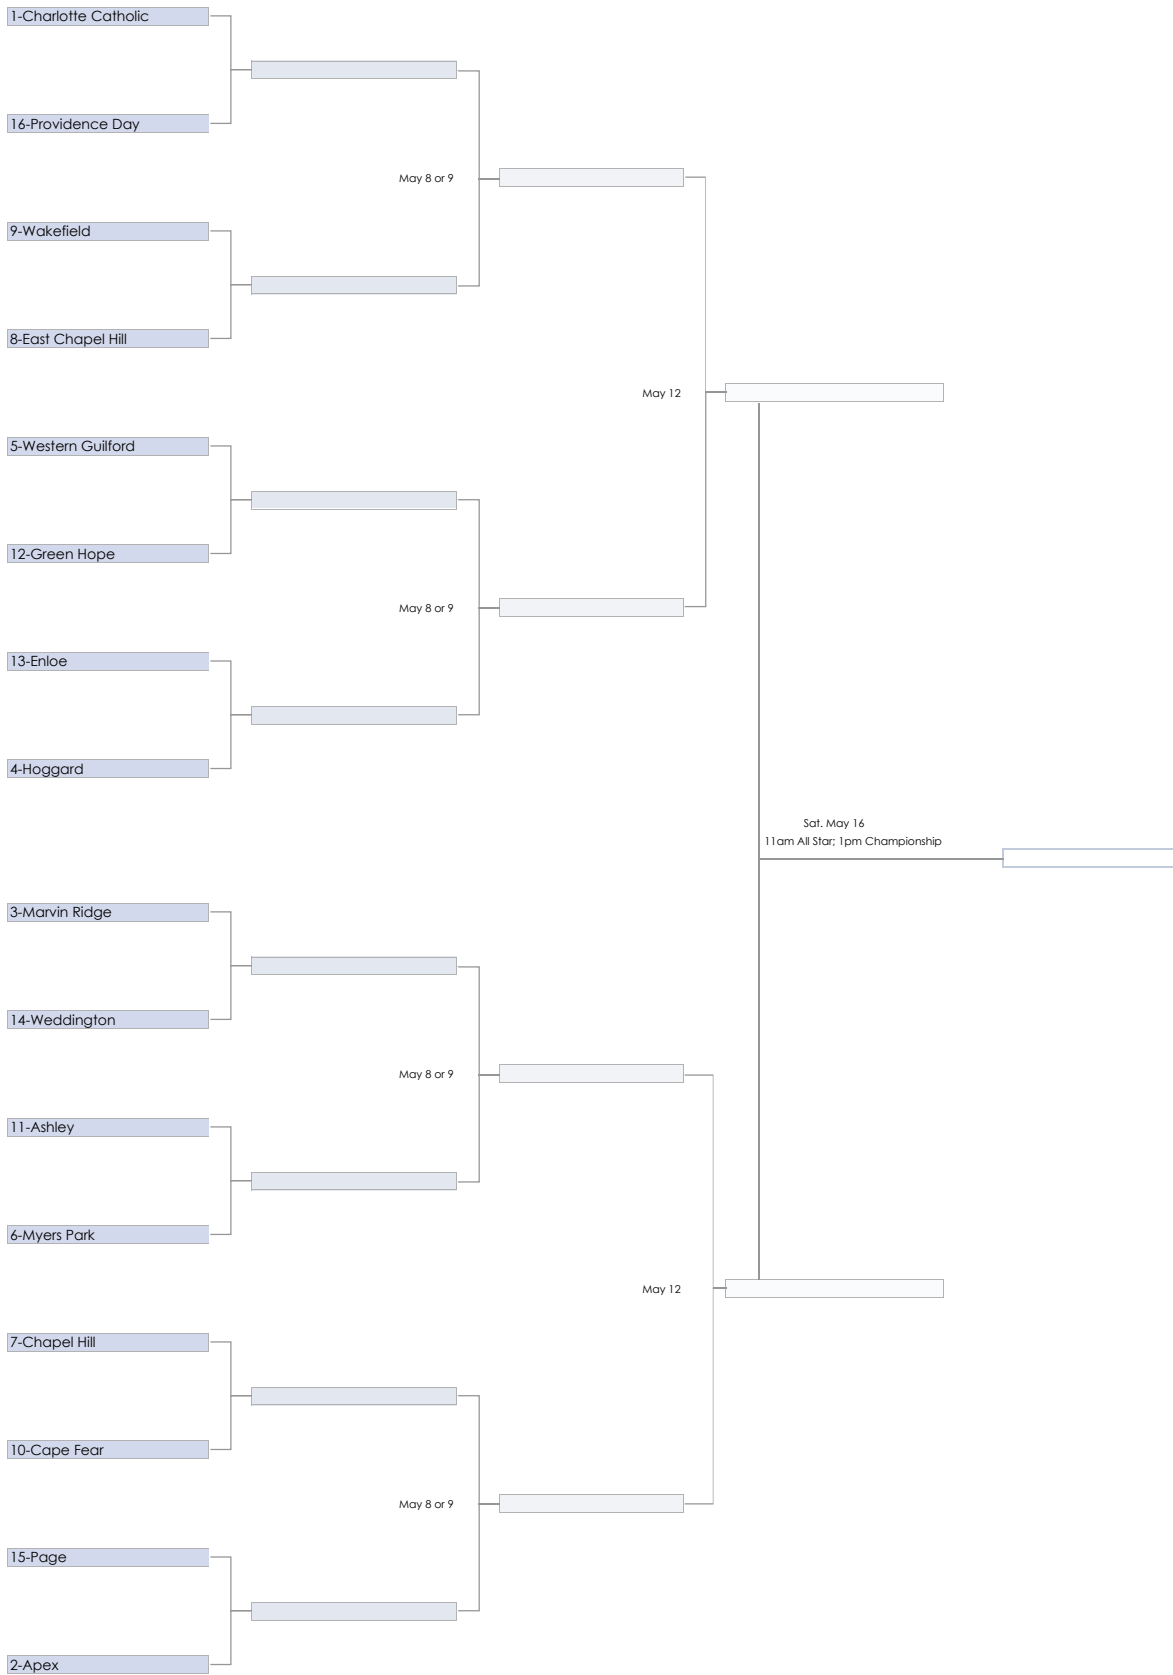 1-Charlotte Catholic
16-Providence Day
May 8 or 9
9-Wakefield
8-East Chapel Hill
May 12
5-Western Guilford
12-Green Hope
May 8 or 9
13-Enloe
4-Hoggard
Sat. May 16
11am All Star; 1pm Championship
3-Marvin Ridge
14-Weddington
May 8 or 9
11-Ashley
6-Myers Park
May 12
7-Chapel Hill
10-Cape Fear
May 8 or 9
15-Page
2-Apex